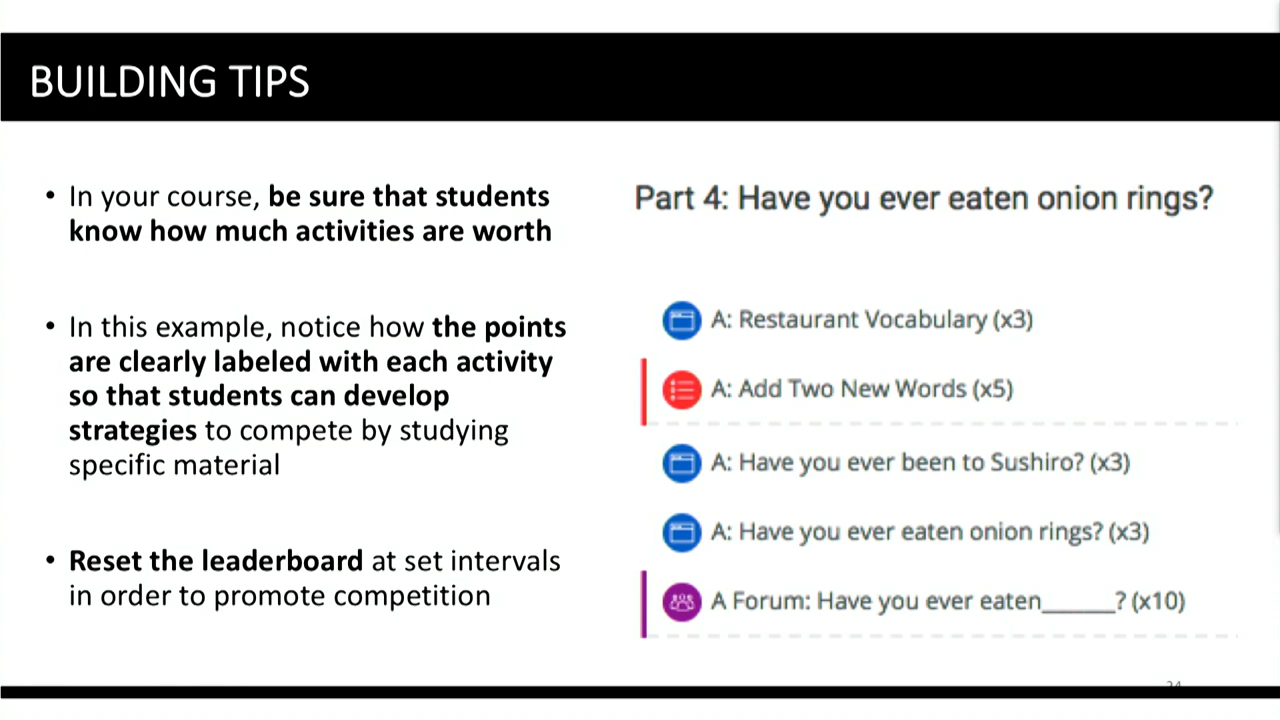 BUILDING TIPS
• In your course, be sure that students
know how much activities are worth
• In this example, notice how the points
are clearly labeled with each activity
so that students can develop
strategies to compete by studying
specific material
• Reset the leaderboard at set intervals
in order to promote competition
Part 4: Have you ever eaten onion rings?
A: Restaurant Vocabulary (x3)
A: Add Two New Words (x5)
A: Have you ever been to Sushiro? (x3)
A: Have you ever eaten onion rings? (x3)
A Forum: Have you ever eaten______? (x10)